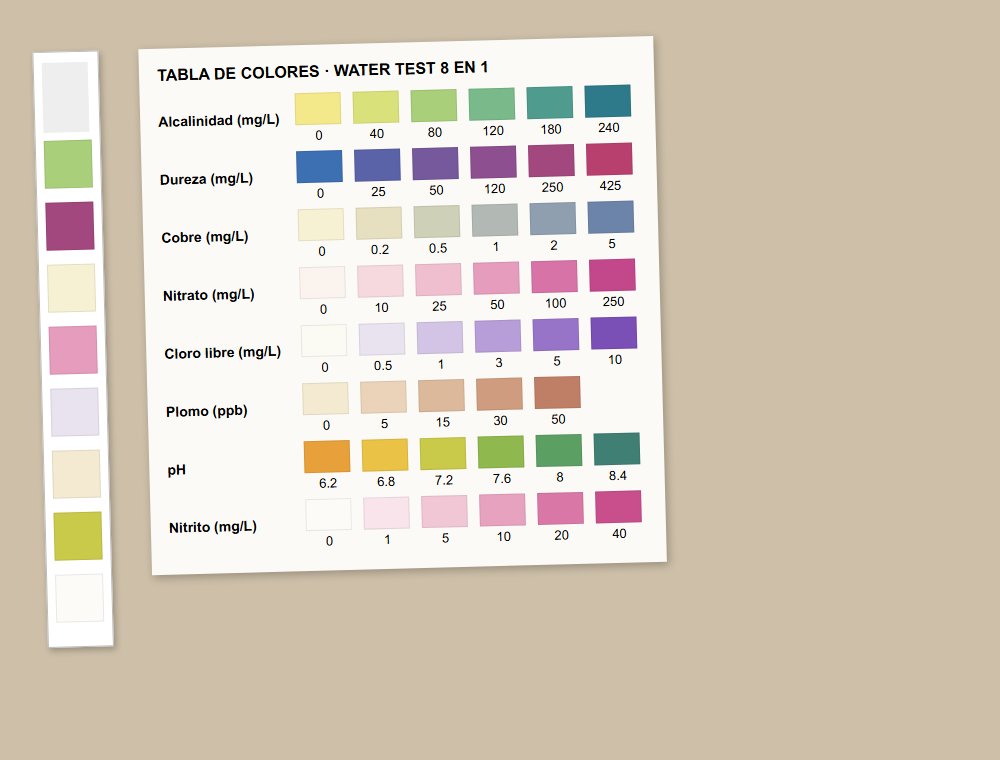 TABLA DE COLORES · WATER TEST 8 EN 1
Alcalinidad (mg/L)
0 40 80 120 180 240
Dureza (mg/L)
0 25 50 120 250 425
Cobre (mg/L)
0 0.2 0.5 1 2 5
Nitrato (mg/L)
0 10 25 50 100 250
Cloro libre (mg/L)
0 0.5 1 3 5 10
Plomo (ppb)
0 5 15 30 50
pH
6.2 6.8 7.2 7.6 8 8.4
Nitrito (mg/L)
0 1 5 10 20 40